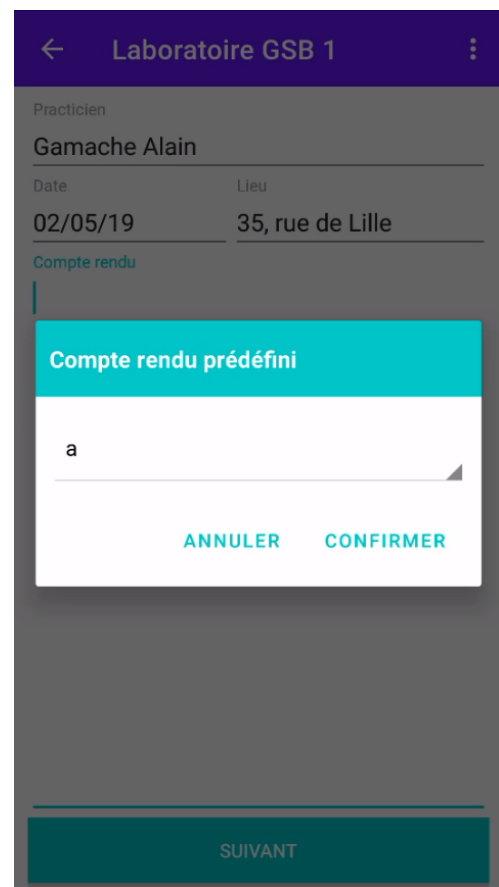 Laboratoire GSB 1
Practicien
Gamache Alain
Date Lieu
02/05/19 35, rue de Lille
Compte rendu
Compte rendu prédéfini
a
ANNULER CONFIRMER
SUIVANT